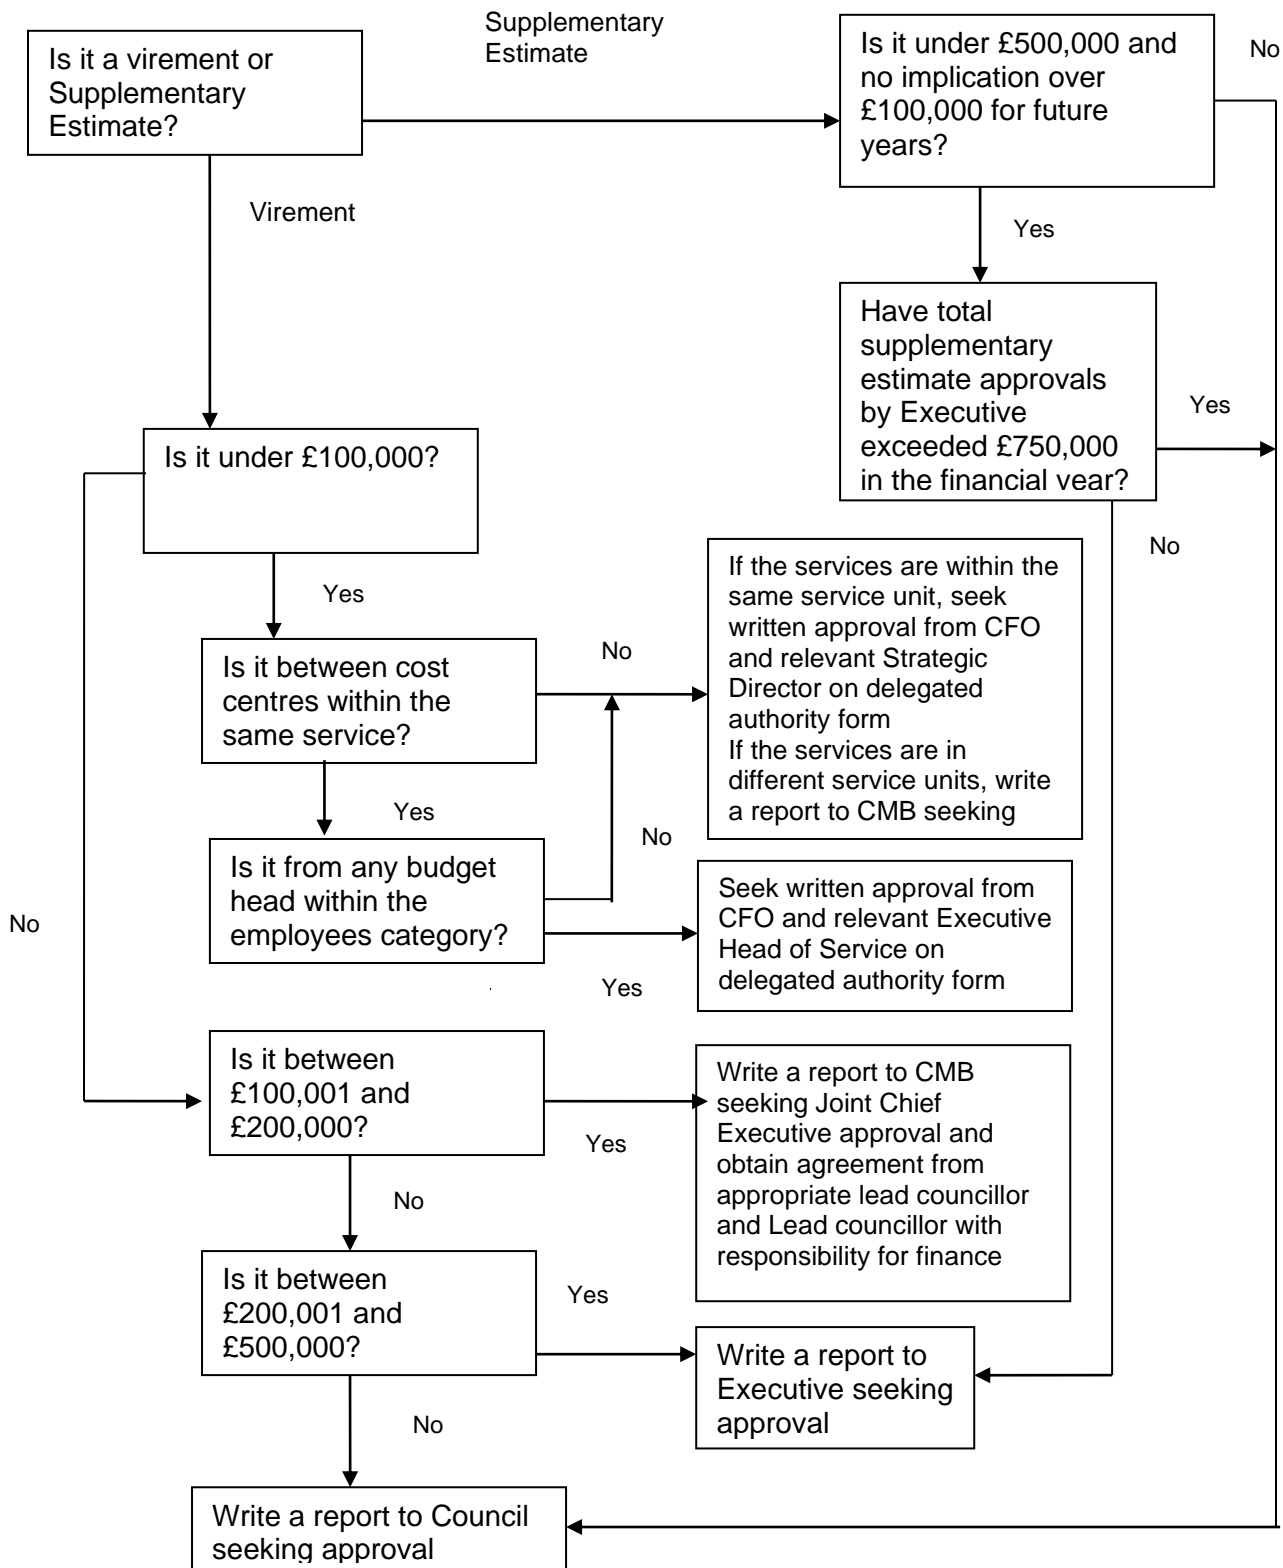 Supplementary
Estimate
Is it a virement or
Supplementary
Estimate?
Is it under £500,000 and
no implication over
£100,000 for future
years?
No
Virement
Yes
Have total
supplementary
estimate approvals
by Executive
exceeded £750,000
in the financial year?
Yes
No
Is it under £100,000?
Yes
Is it between cost
centres within the
same service?
No
If the services are within the
same service unit, seek
written approval from CFO
and relevant Strategic
Director on delegated
authority form
If the services are in
different service units, write
a report to CMB seeking
Yes
No
Is it from any budget
head within the
employees category?
Seek written approval from
CFO and relevant Executive
Head of Service on
delegated authority form
No
Yes
Is it between
£100,001 and
£200,000?
Yes
Write a report to CMB
seeking Joint Chief
Executive approval and
obtain agreement from
appropriate lead councillor
and Lead councillor with
responsibility for finance
No
Is it between
£200,001 and
£500,000?
Yes
Write a report to
Executive seeking
approval
No
Write a report to Council
seeking approval